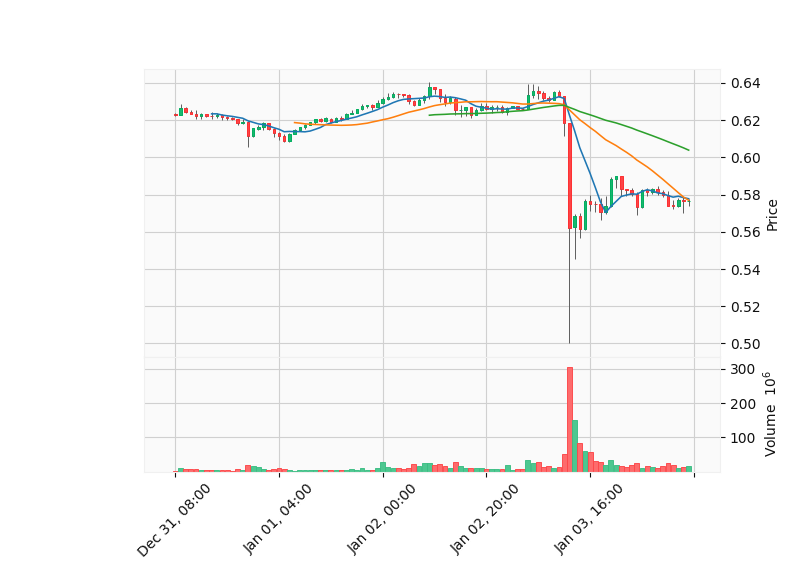 0.64
0.62
0.60
0.58
0.56
0.54
0.52
0.50
Price
300
200
100
Volume 10⁶
Dec 31, 08:00
Jan 01, 04:00
Jan 02, 00:00
Jan 02, 20:00
Jan 03, 16:00